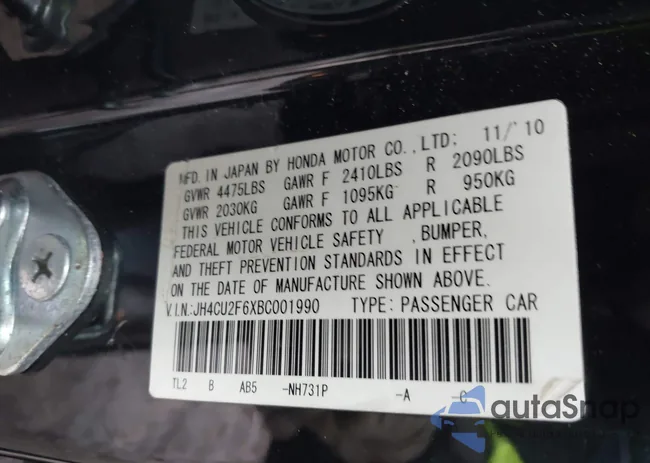 MFD. IN JAPAN BY HONDA MOTOR CO.,LTD: 11/'10
GVWR 4475LBS GAWR F 2410LBS R 2090LBS
GVWR 2030KG GAWR F 1095KG R 950KG
THIS VEHICLE CONFORMS TO ALL APPLICABLE
FEDERAL MOTOR VEHICLE SAFETY ,BUMPER,
AND THEFT PREVENTION STANDARDS IN EFFECT
ON THE DATE OF MANUFACTURE SHOWN ABOVE.
V.I.N.:JH4CU2F6XBC001990 TYPE: PASSENGER CAR
TL2 B AB5 -NH731P -A C
autaSnap